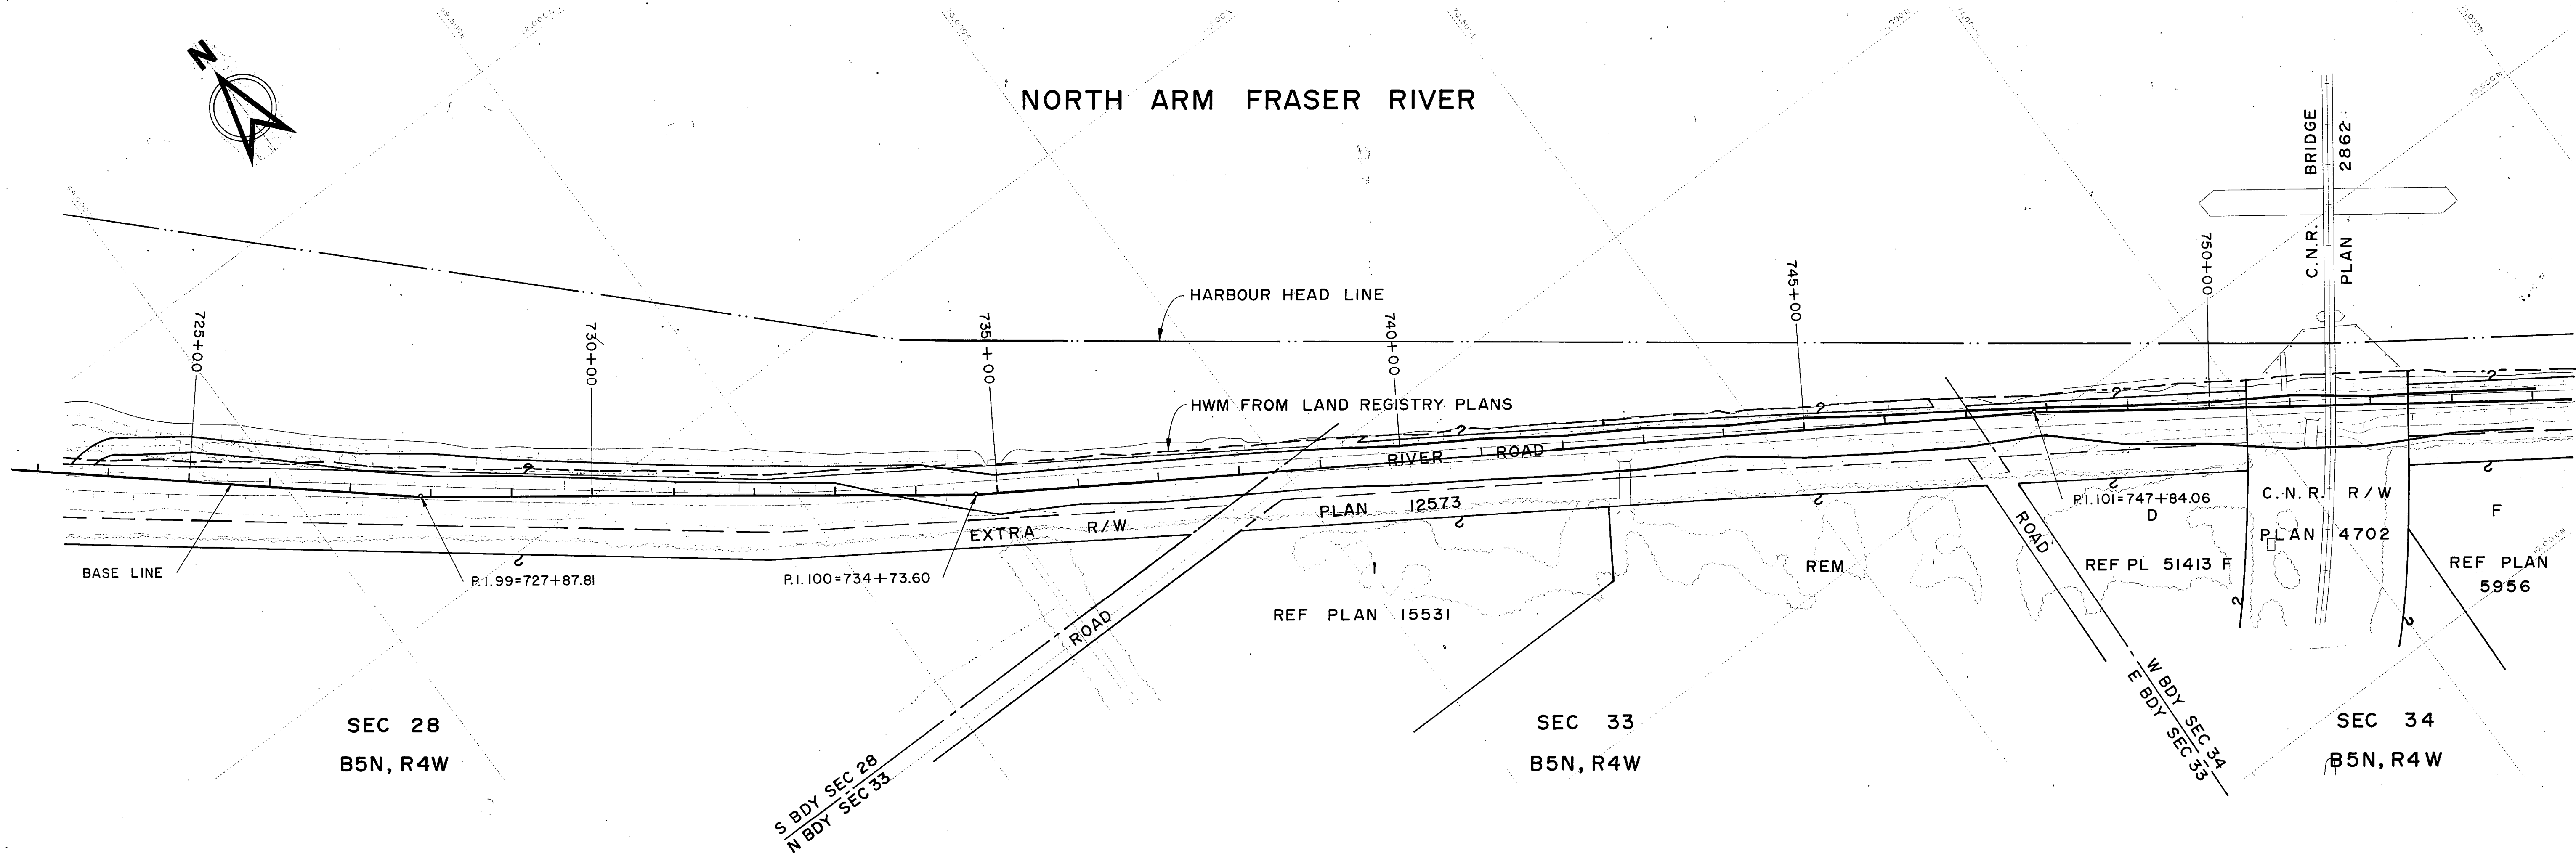 N
NORTH ARM FRASER RIVER
C.N.R. BRIDGE
PLAN 2862
HARBOUR HEAD LINE
HWM FROM LAND REGISTRY PLANS
725+00
730+00
735+00
740+00
745+00
750+00
RIVER ROAD
EXTRA R/W
PLAN 12573
BASE LINE
P.I.99=727+87.81
P.I.100=734+73.60
P.I.101=747+84.06
D
REF PL 51413 F
C.N.R. R/W
PLAN 4702
F
REF PLAN
5956
1
REF PLAN 15531
REM
ROAD
ROAD
SEC 28
B5N, R4W
S BDY SEC 28
N BDY SEC 33
SEC 33
B5N, R4W
W BDY SEC 34
E BDY SEC 33
SEC 34
B5N, R4W